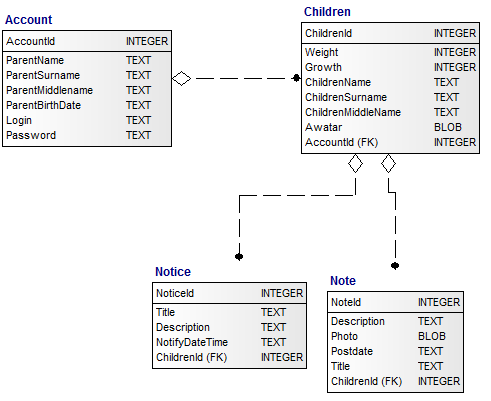 Account
AccountId INTEGER
ParentName TEXT
ParentSurname TEXT
ParentMiddlename TEXT
ParentBirthDate TEXT
Login TEXT
Password TEXT
Children
ChildrenId INTEGER
Weight INTEGER
Growth INTEGER
ChildrenName TEXT
ChildrenSurname TEXT
ChildrenMiddleName TEXT
Awatar BLOB
AccountId (FK) INTEGER
Notice
NoticeId INTEGER
Title TEXT
Description TEXT
NotifyDateTime TEXT
ChildrenId (FK) INTEGER
Note
NoteId INTEGER
Description TEXT
Photo BLOB
Postdate TEXT
Title TEXT
ChildrenId (FK) INTEGER